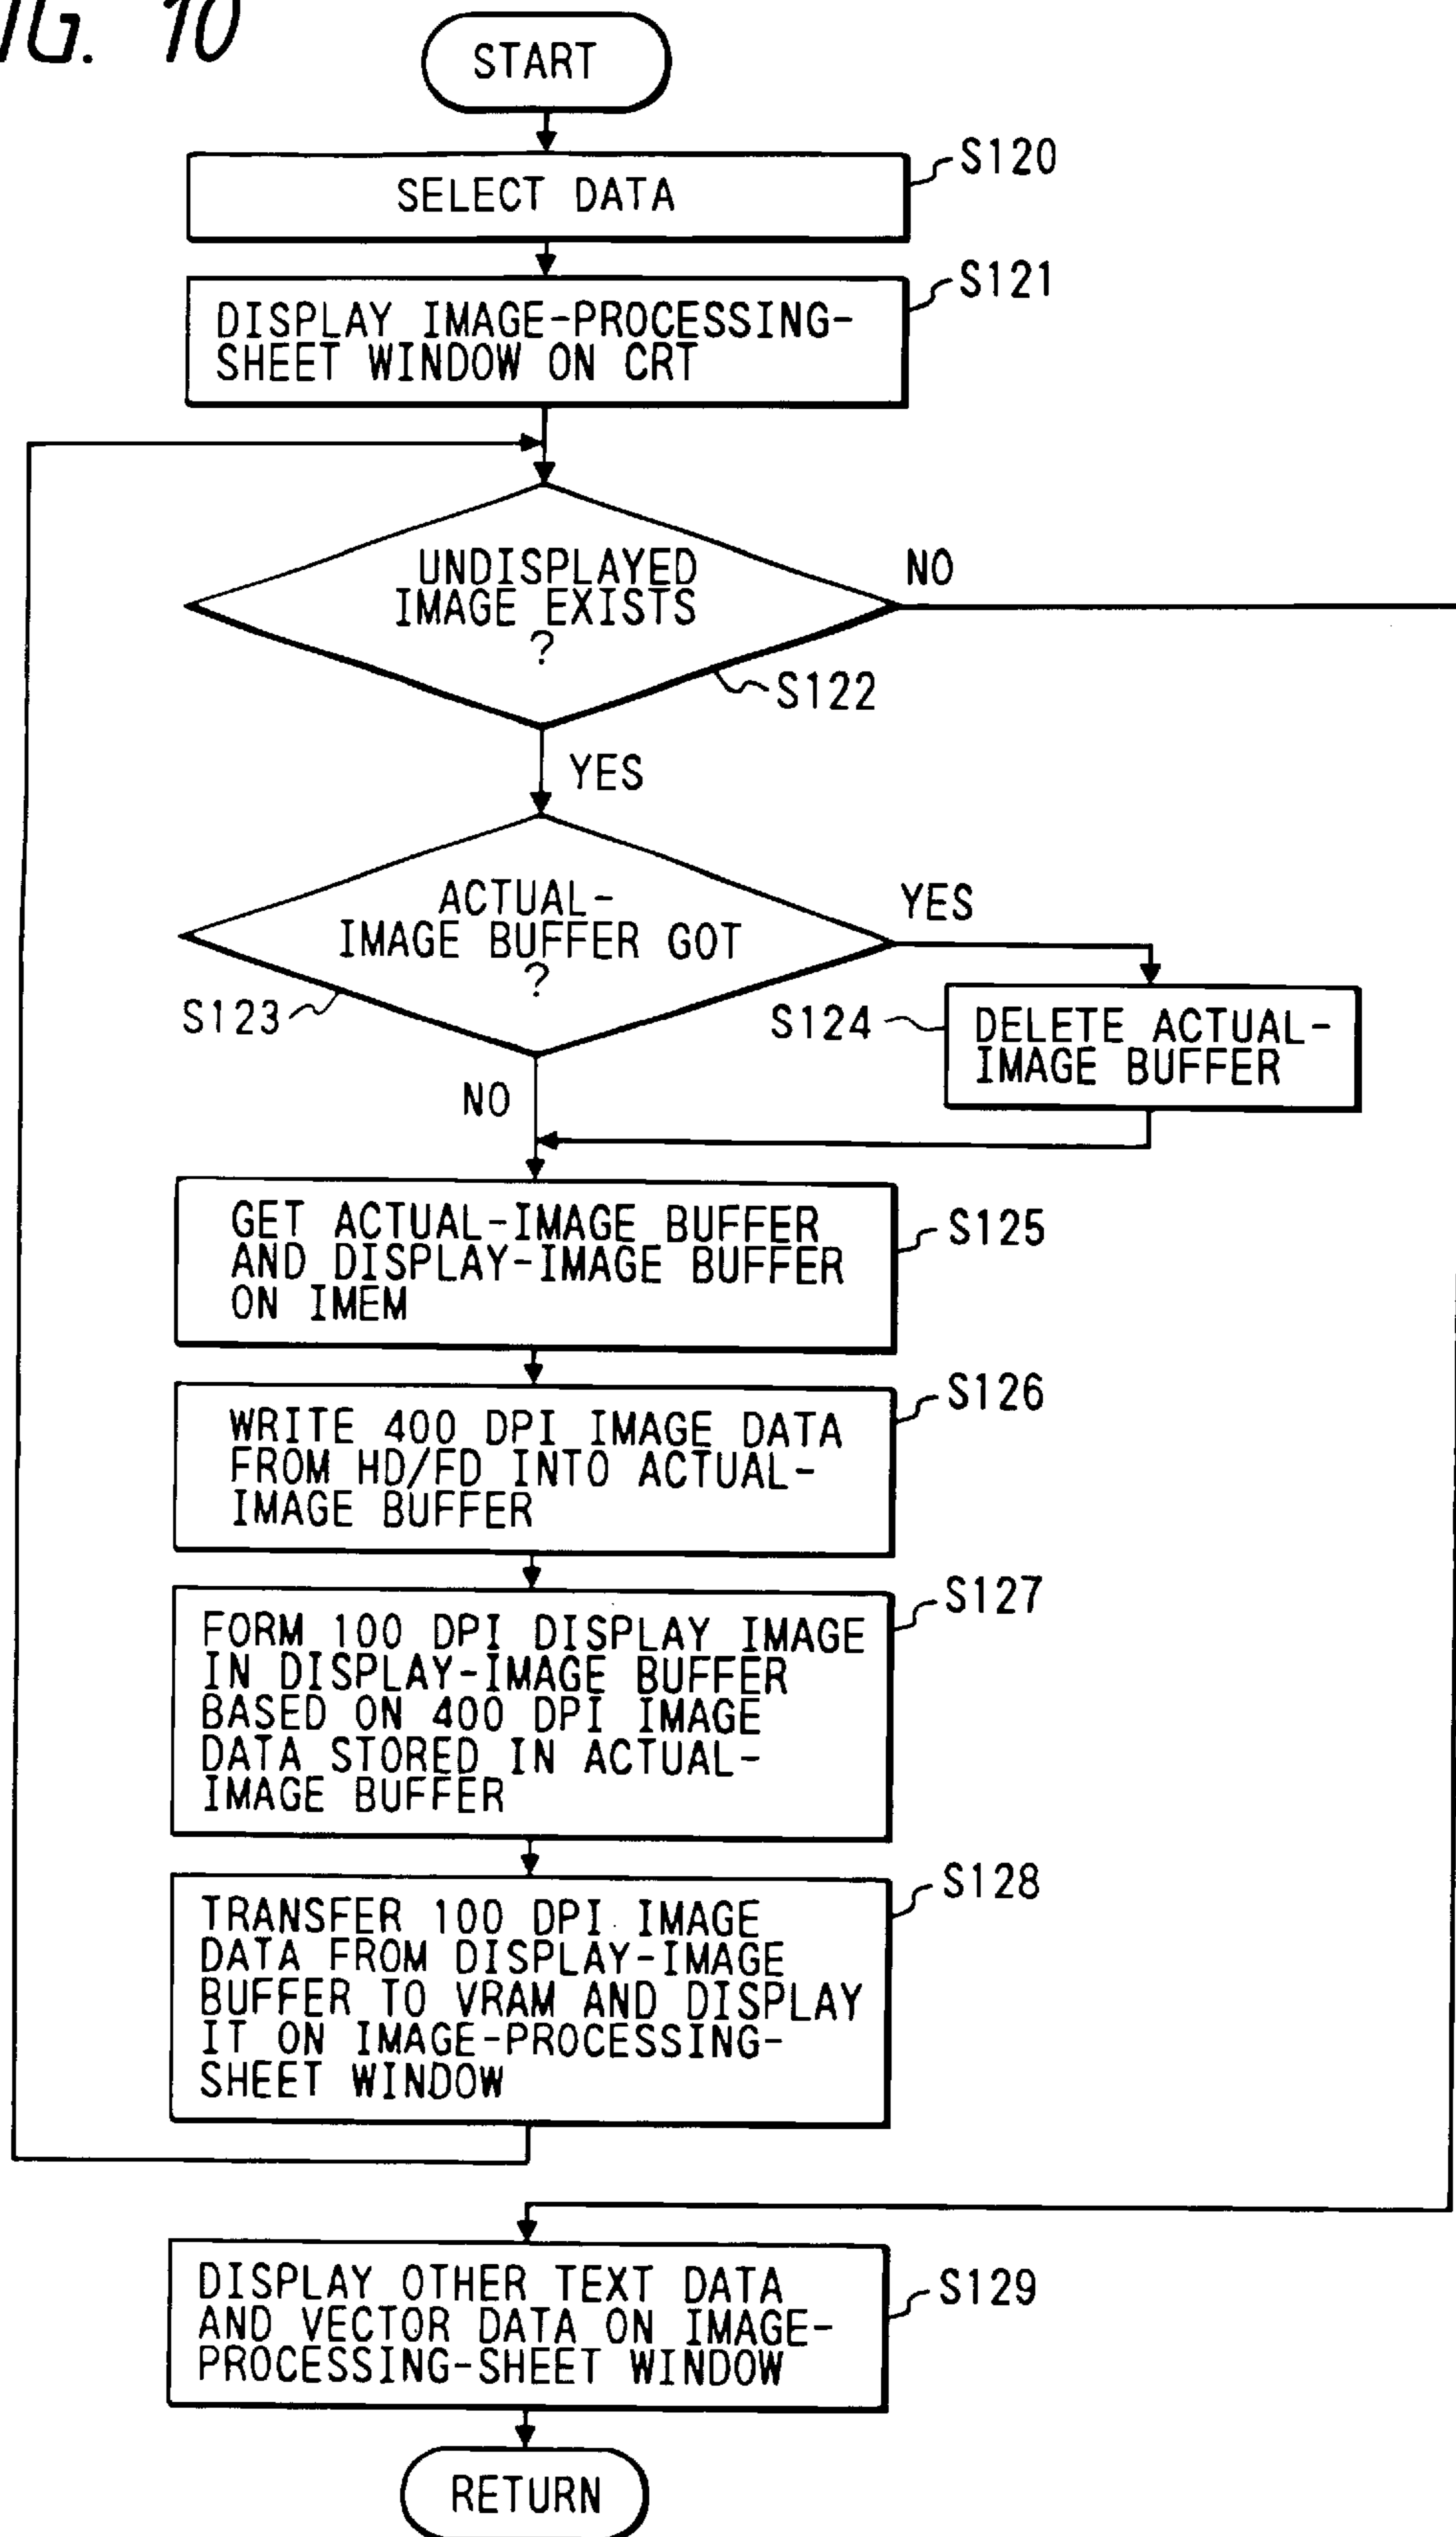 IG. 10
START
S120
SELECT DATA
S121
DISPLAY IMAGE-PROCESSING-
SHEET WINDOW ON CRT
UNDISPLAYED
IMAGE EXISTS
?
NO
S122
YES
ACTUAL-
IMAGE BUFFER GOT
?
YES
S123
S124
DELETE ACTUAL-
IMAGE BUFFER
NO
GET ACTUAL-IMAGE BUFFER
AND DISPLAY-IMAGE BUFFER
ON IMEM
S125
S126
WRITE 400 DPI IMAGE DATA
FROM HD/FD INTO ACTUAL-
IMAGE BUFFER
S127
FORM 100 DPI DISPLAY IMAGE
IN DISPLAY-IMAGE BUFFER
BASED ON 400 DPI IMAGE
DATA STORED IN ACTUAL-
IMAGE BUFFER
S128
TRANSFER 100 DPI IMAGE
DATA FROM DISPLAY-IMAGE
BUFFER TO VRAM AND DISPLAY
IT ON IMAGE-PROCESSING-
SHEET WINDOW
S129
DISPLAY OTHER TEXT DATA
AND VECTOR DATA ON IMAGE-
PROCESSING-SHEET WINDOW
RETURN